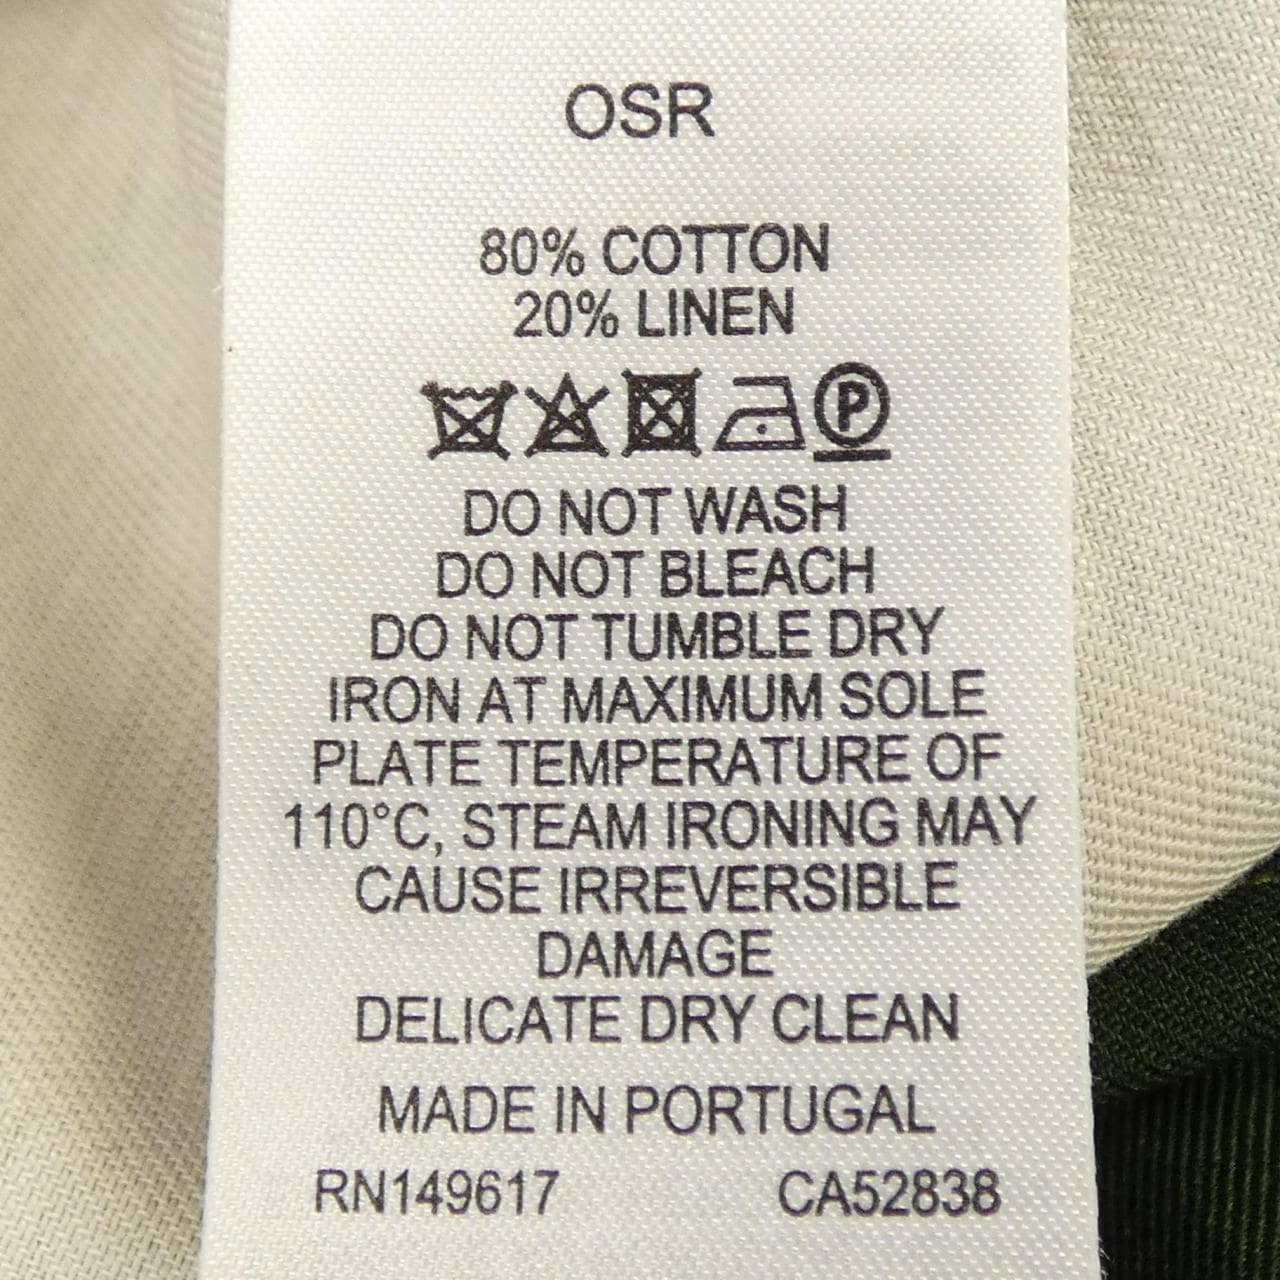 OSR
80% COTTON
20% LINEN
P
DO NOT WASH
DO NOT BLEACH
DO NOT TUMBLE DRY
IRON AT MAXIMUM SOLE
PLATE TEMPERATURE OF
110°C, STEAM IRONING MAY
CAUSE IRREVERSIBLE
DAMAGE
DELICATE DRY CLEAN
MADE IN PORTUGAL
RN149617 CA52838